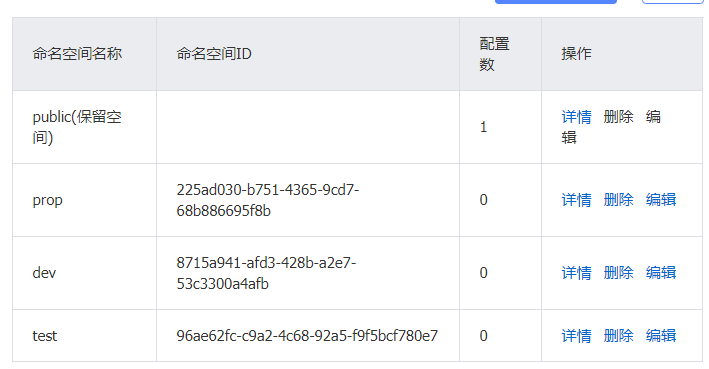 命名空间名称 命名空间ID 配置
数 操作
public(保留空
间) 1 详情 删除 编
辑
prop 225ad030-b751-4365-9cd7-
68b886695f8b 0 详情 删除 编辑
dev 8715a941-afd3-428b-a2e7-
53c3300a4afb 0 详情 删除 编辑
test 96ae62fc-c9a2-4c68-92a5-f9f5bcf780e7 0 详情 删除 编辑